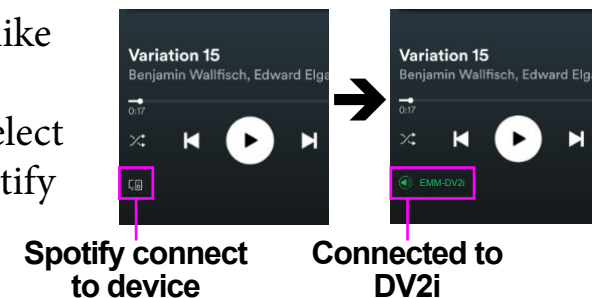 like
elect
tify
Variation 15
Benjamin Wallfisch, Edward Elga
0:17
Variation 15
Benjamin Wallfisch, Edward Elg
0:17
EMM-DV2i
Spotify connect
to device
Connected to
DV2i